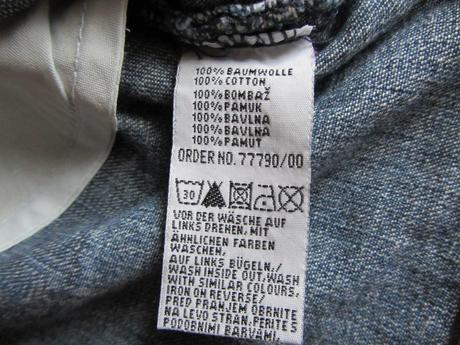 100% BAUMWOLLE
100% COTTON
100% BOMBAŽ
100% PAMUK
100% BAVLNA
100% BAVLNA
100% PAMUT
ORDER NO. 77790/00
30
VOR DER WÄSCHE AUF
LINKS DREHEN, MIT
ÄHNLICHEN FARBEN
WASCHEN,
AUF LINKS BÜGELN./
WASH INSIDE OUT, WASH
WITH SIMILAR COLOURS,
IRON ON REVERSE/
PRED PRANJEM OBRNITE
NA LEVO STRAN, PERITE S
PODOBNIMI BARVAMI,